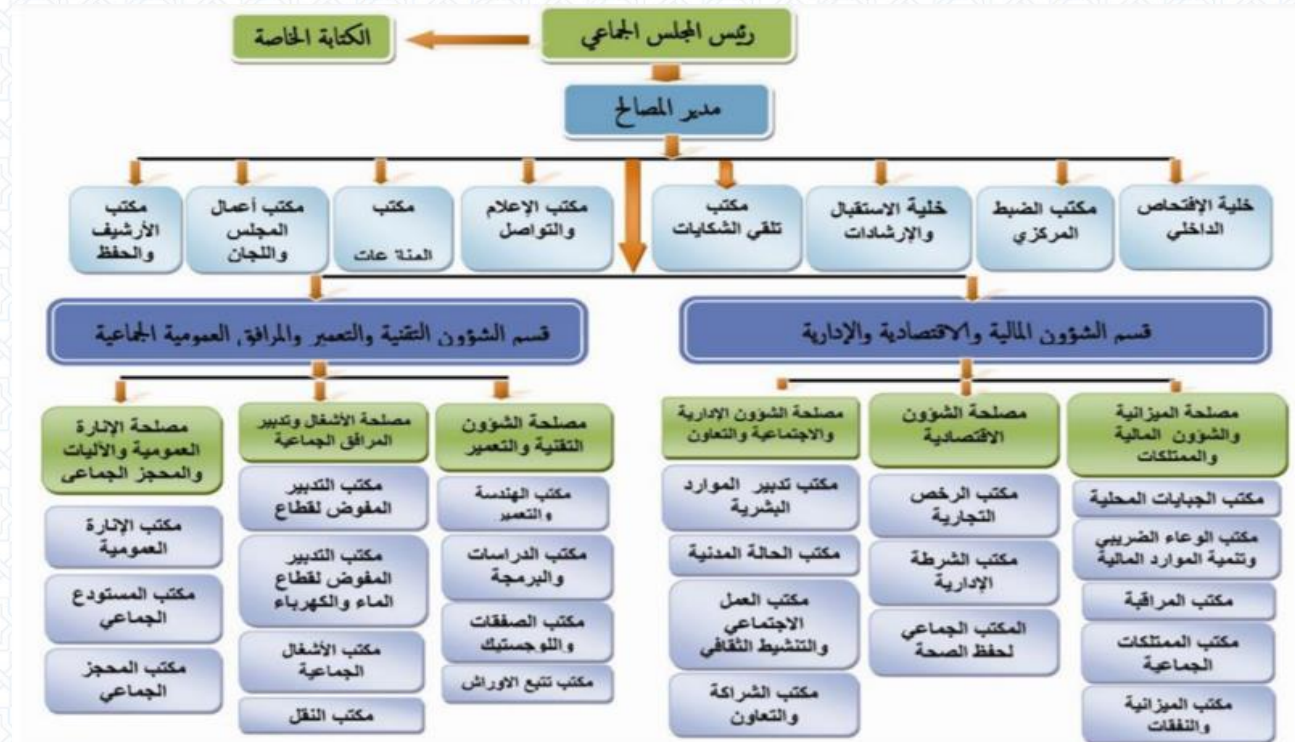 رئيس المجلس الجماعي
الكتابة الخاصة
مدير المصالح
خلية الإفتحاص
الداخلي
مكتب الضبط
المركزي
خلية الاستقبال
والإرشادات
مكتب
تلقي الشكايات
مكتب الإعلام
والتواصل
مكتب
المنازعات
مكتب أعمال
المجلس
واللجان
مكتب
الأرشيف
والحفظ
قسم الشؤون المالية والاقتصادية والإدارية
قسم الشؤون التقنية والتعمير والمرافق العمومية الجماعية
مصلحة الميزانية
والشؤون المالية
والممتلكات
مكتب الجبايات المحلية
مكتب الوعاء الضريبي
وتنمية الموارد المالية
مكتب المراقبة
مكتب الممتلكات
الجماعية
مكتب الميزانية
والنفقات
مصلحة الشؤون
الاقتصادية
مكتب الرخص
التجارية
مكتب الشرطة
الإدارية
المكتب الجماعي
لحفظ الصحة
مصلحة الشؤون الإدارية
والاجتماعية والتعاون
مكتب تدبير الموارد
البشرية
مكتب الحالة المدنية
مكتب العمل
الاجتماعي
والتنشيط الثقافي
مكتب الشراكة
والتعاون
مصلحة الشؤون
التقنية والتعمير
مكتب الهندسة
والتعمير
مكتب الدراسات
والبرمجة
مكتب الصفقات
واللوجستيك
مكتب تتبع الاوراش
مصلحة الأشغال وتدبير
المرافق الجماعية
مكتب التدبير
المفوض لقطاع
مكتب التدبير
المفوض لقطاع
الماء والكهرباء
مكتب الأشغال
الجماعية
مكتب النقل
مصلحة الإنارة
العمومية والآليات
والمحجز الجماعي
مكتب الإنارة
العمومية
مكتب المستودع
الجماعي
مكتب المحجز
الجماعي